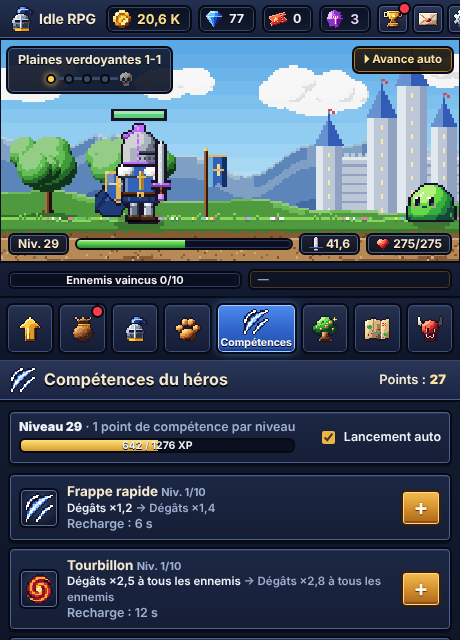 Idle RPG 20,6 K 77 0 3
Plaines verdoyantes 1-1
Avance auto
Niv. 29 41,6 275/275
Ennemis vaincus 0/10 —
Compétences
Compétences du héros Points : 27
Niveau 29 · 1 point de compétence par niveau
642 / 1276 XP
Lancement auto
Frappe rapide Niv. 1/10
Dégâts ×1,2 → Dégâts ×1,4
Recharge : 6 s
+
Tourbillon Niv. 1/10
Dégâts ×2,5 à tous les ennemis → Dégâts ×2,8 à tous les
ennemis
Recharge : 12 s
+